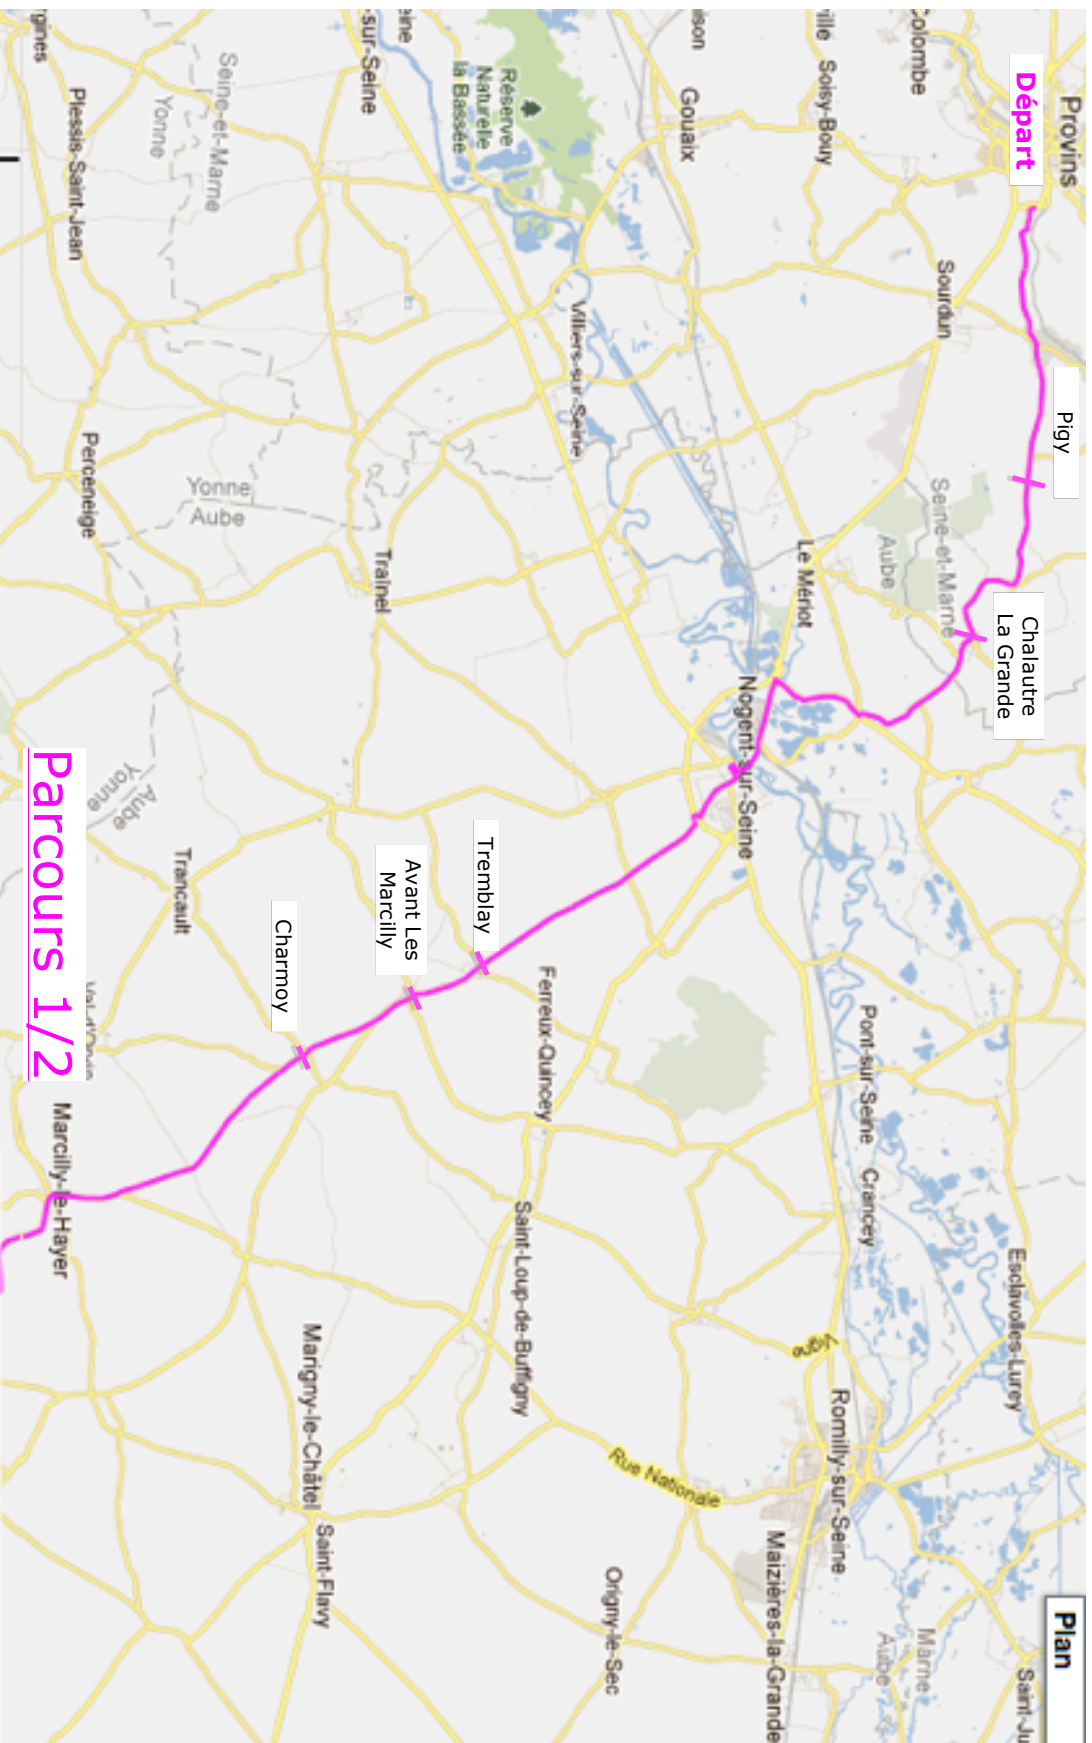 Plan
Provins
Départ
Pigy
Chalautre
La Grande
Esclavolles-Lurey
Sourdun
Seine-et-Marne
Aube
Marne
Aube
Soisy-Bouy
Le Mériot
Pont-sur-Seine
Crancey
Romilly-sur-Seine
Gouaix
Nogent-sur-Seine
Maizières-la-Grande
Rue Nationale
Réserve
Naturelle
la Bassée
Villiers-sur-Seine
Tremblay
Ferreux-Quincey
Saint-Loup-de-Buffigny
Origny-le-Sec
Avant Les
Marcilly
Traînel
Charmoy
Marigny-le-Châtel
Saint-Flavy
Seine-et-Marne
Yonne
Yonne
Aube
Trancault
Plessis-Saint-Jean
Perceneige
Aube
Yonne
Marcilly-le-Hayer
Parcours 1/2